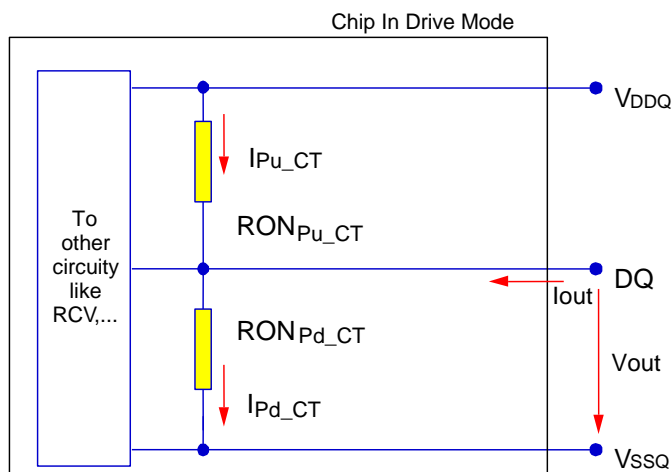 Chip In Drive Mode
VDDQ
IPu_CT
To
other
circuity
like
RCV,...
RONPu_CT
DQ
Iout
RONPd_CT
Vout
IPd_CT
VSSQ